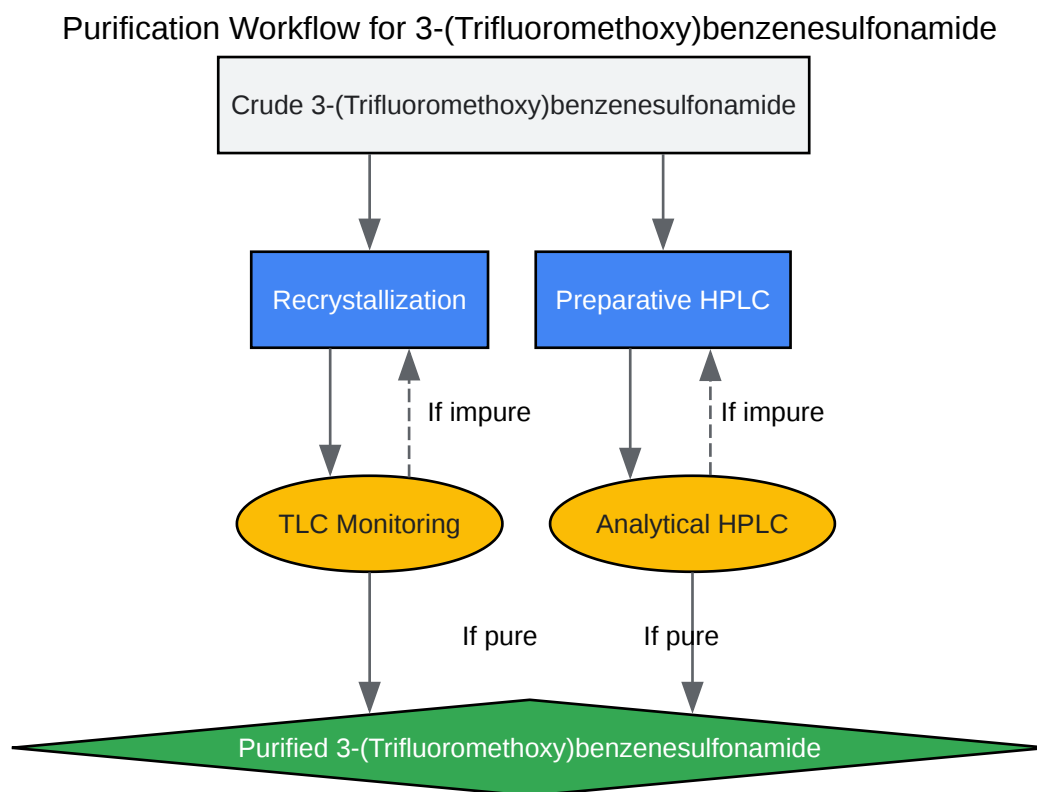 Purification Workflow for 3-(Trifluoromethoxy)benzenesulfonamide
Crude 3-(Trifluoromethoxy)benzenesulfonamide
Recrystallization
Preparative HPLC
If impure
If impure
TLC Monitoring
Analytical HPLC
If pure
If pure
Purified 3-(Trifluoromethoxy)benzenesulfonamide